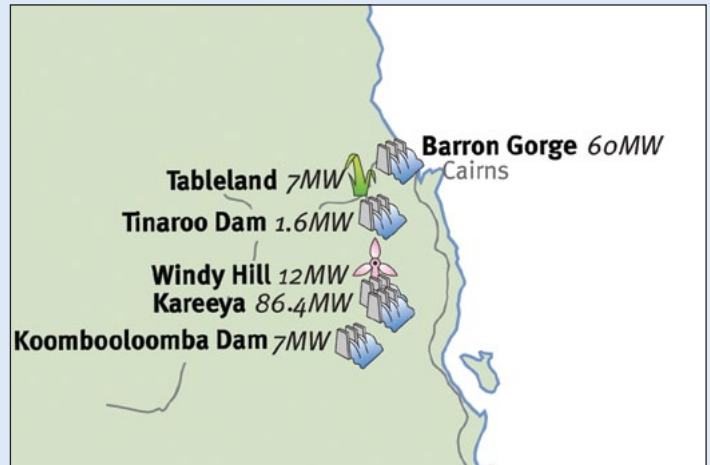 Barron Gorge 60MW
Cairns
Tableland 7MW
Tinaroo Dam 1.6MW
Windy Hill 12MW
Kareeya 86.4MW
Koombooloomba Dam 7MW